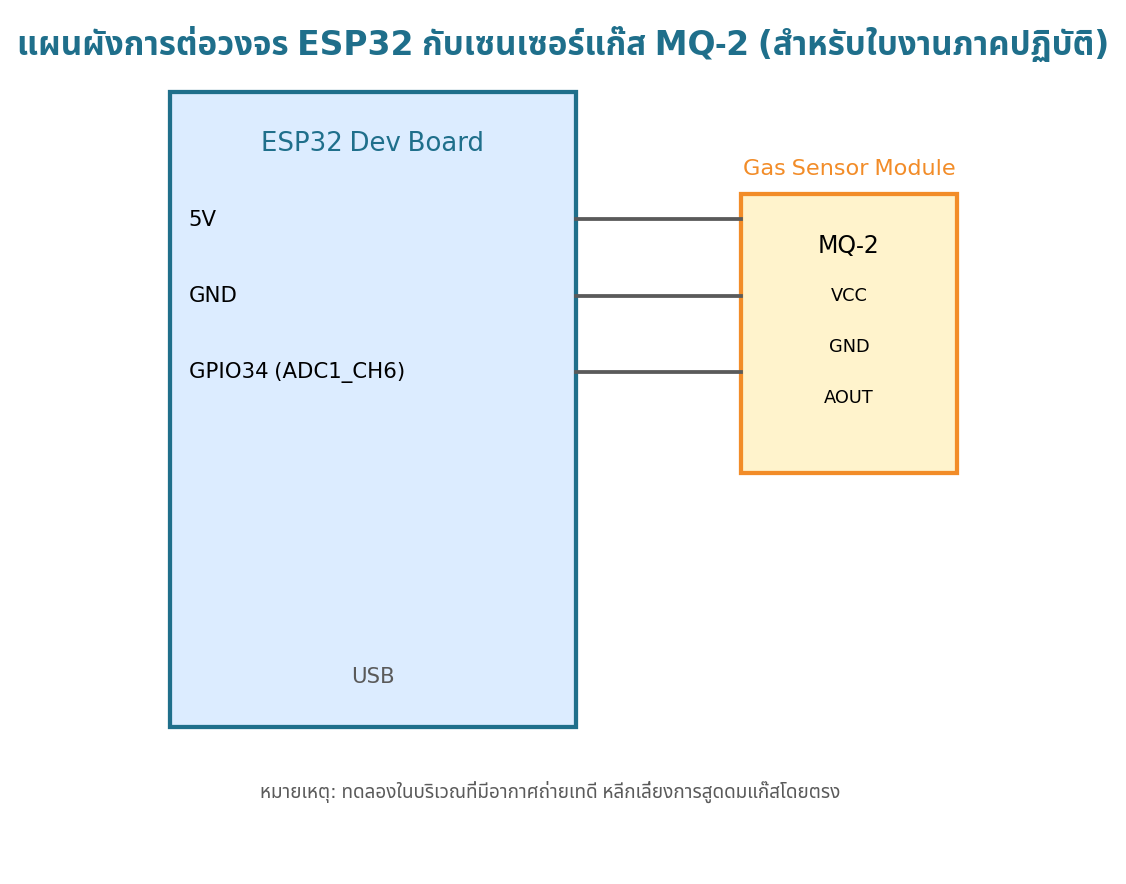 แผนผังการต่อวงจร ESP32 กับเซนเซอร์แก๊ส MQ-2 (สำหรับใบงานภาคปฏิบัติ)
ESP32 Dev Board
5V
GND
GPIO34 (ADC1_CH6)
USB
Gas Sensor Module
MQ-2
VCC
GND
AOUT
หมายเหตุ: ทดลองในบริเวณที่มีอากาศถ่ายเทดี หลีกเลี่ยงการสูดดมแก๊สโดยตรง